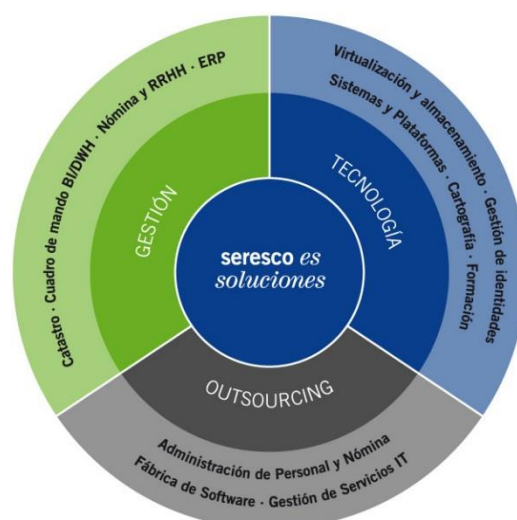 seresco es
soluciones
GESTIÓN
Catastro · Cuadro de mando BI/DWH · Nómina y RRHH · ERP
TECNOLOGÍA
Virtualización y almacenamiento · Gestión de identidades
Sistemas y Plataformas · Cartografía · Formación
OUTSOURCING
Administración de Personal y Nómina
Fábrica de Software · Gestión de Servicios IT